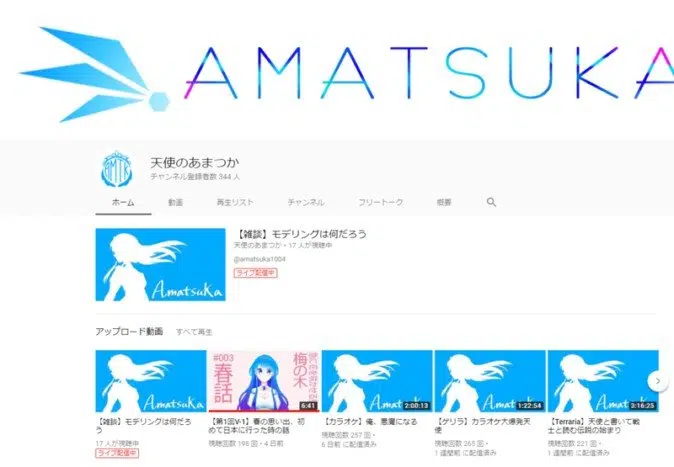 AMATSUKA
AMTK
天使のあまつか
チャンネル登録者数 344 人
ホーム 動画 再生リスト チャンネル フリートーク 概要
Amatsuka
【雑談】モデリングは何だろう
天使のあまつか・17 人が視聴中
@amatsuka1004
ライブ配信中
アップロード動画 すべて再生
Amatsuka
#003
春話
梅の木
6:41
Amatsuka
2:00:13
Amatsuka
1:22:54
Amatsuka
3:16:25
【雑談】モデリングは何だろ
う
17 人が視聴中
ライブ配信中
【第1回V1】春の思い出、初
めて日本に行った時の話
視聴回数 198 回・4 日前
【カラオケ】俺、悪魔になる
視聴回数 257 回・
6 日前 に配信済み
【ゲリラ】カラオケ大爆発天
使
視聴回数 265 回・
1 週間前 に配信済み
【Terraria】天使と書いて戦
士と読む伝説の始まり
視聴回数 221 回・
1 週間前 に配信済み